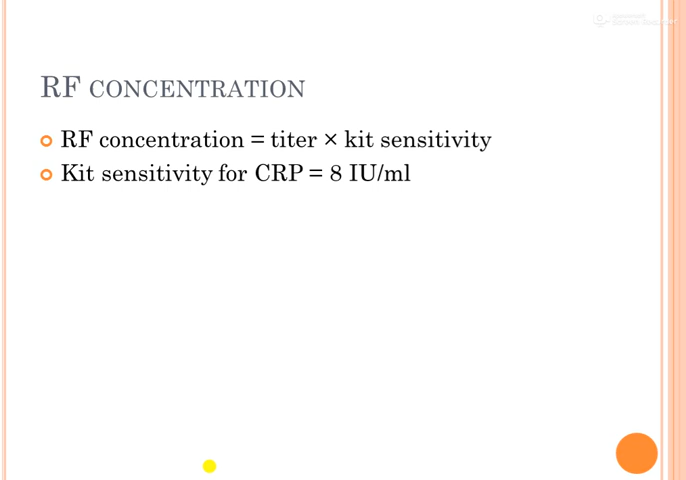 RF CONCENTRATION
RF concentration = titer × kit sensitivity
Kit sensitivity for CRP = 8 IU/ml